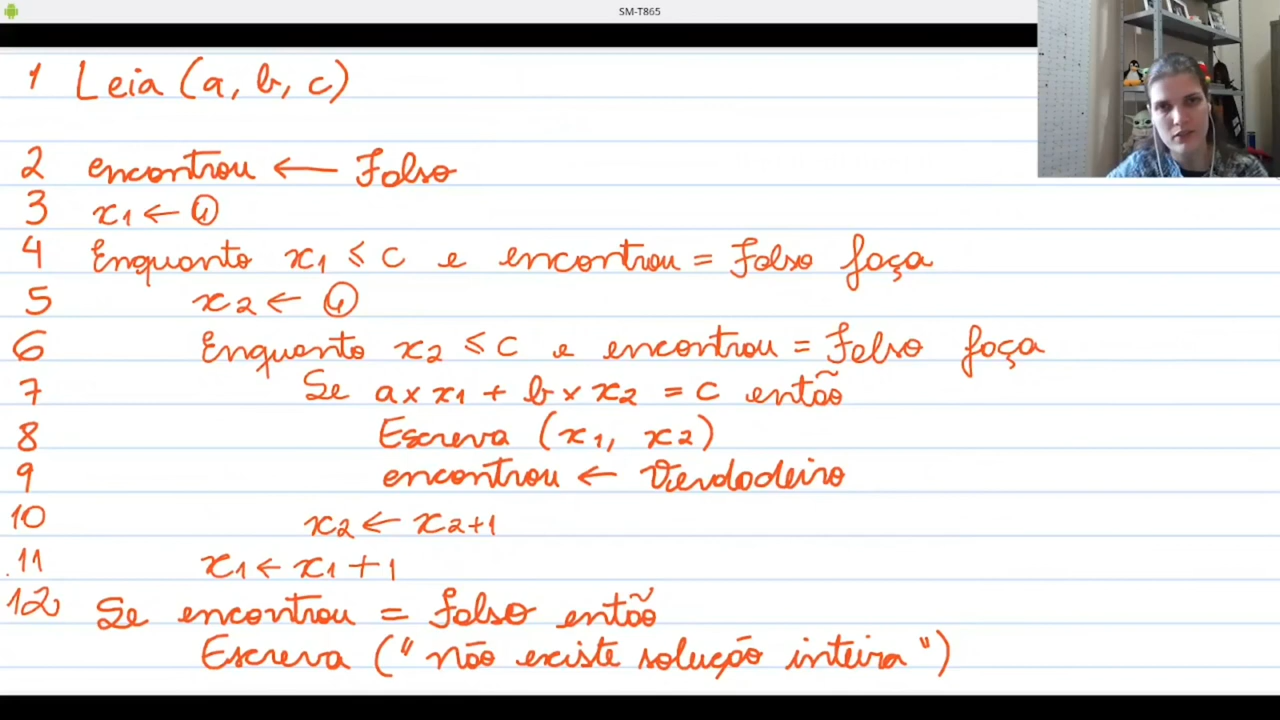 SM-T865
1 Leia (a, b, c)
2 encontrou ← Falso
3 x1 ←
4 Enquanto x1 ≤ c e encontrou = Falso faça
5 x2 ←
6 Enquanto x2 ≤ c e encontrou = Falso faça
7 Se a × x1 + b × x2 = c então
8 Escreva (x1, x2)
9 encontrou ← Verdadeiro
10 x2 ← x2+1
11 x1 ← x1 + 1
12 Se encontrou = Falso então
Escreva ("não existe solução inteira")